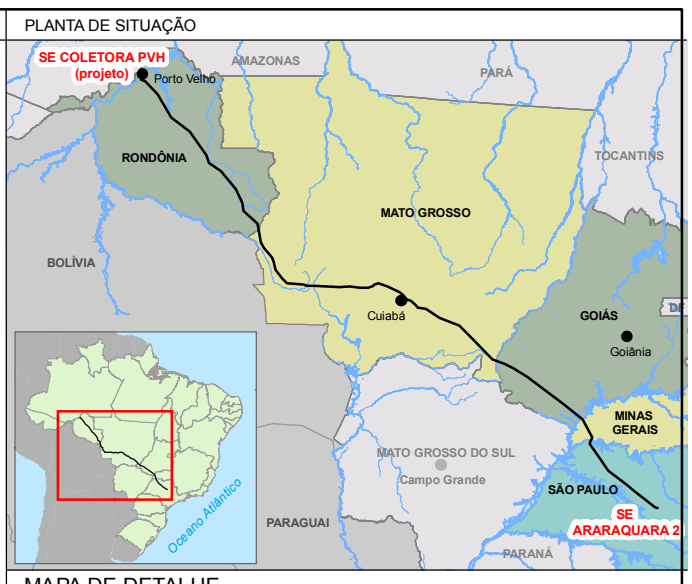 PLANTA DE SITUAÇÃO
SE COLETORA PVH
(projeto)
Porto Velho
AMAZONAS
PARÁ
TOCANTINS
RONDÔNIA
MATO GROSSO
BOLÍVIA
Cuiabá
GOIÁS
DF
Goiânia
MINAS
GERAIS
MATO GROSSO DO SUL
Campo Grande
SÃO PAULO
SE
ARARAQUARA 2
PARAGUAI
PARANÁ
Oceano Atlântico
MAPA DE DETALHE